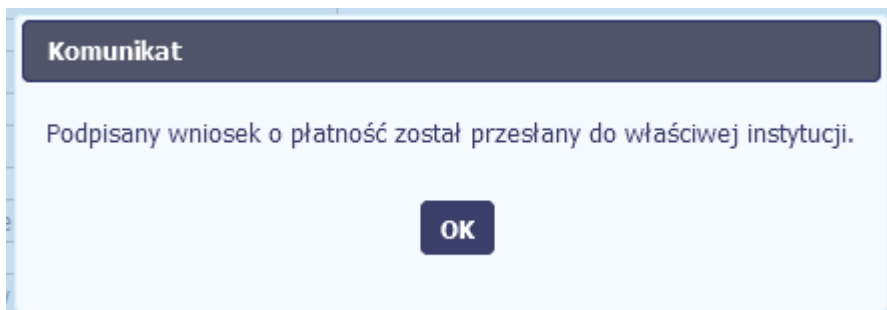 Komunikat
Podpisany wniosek o płatność został przesłany do właściwej instytucji.
OK